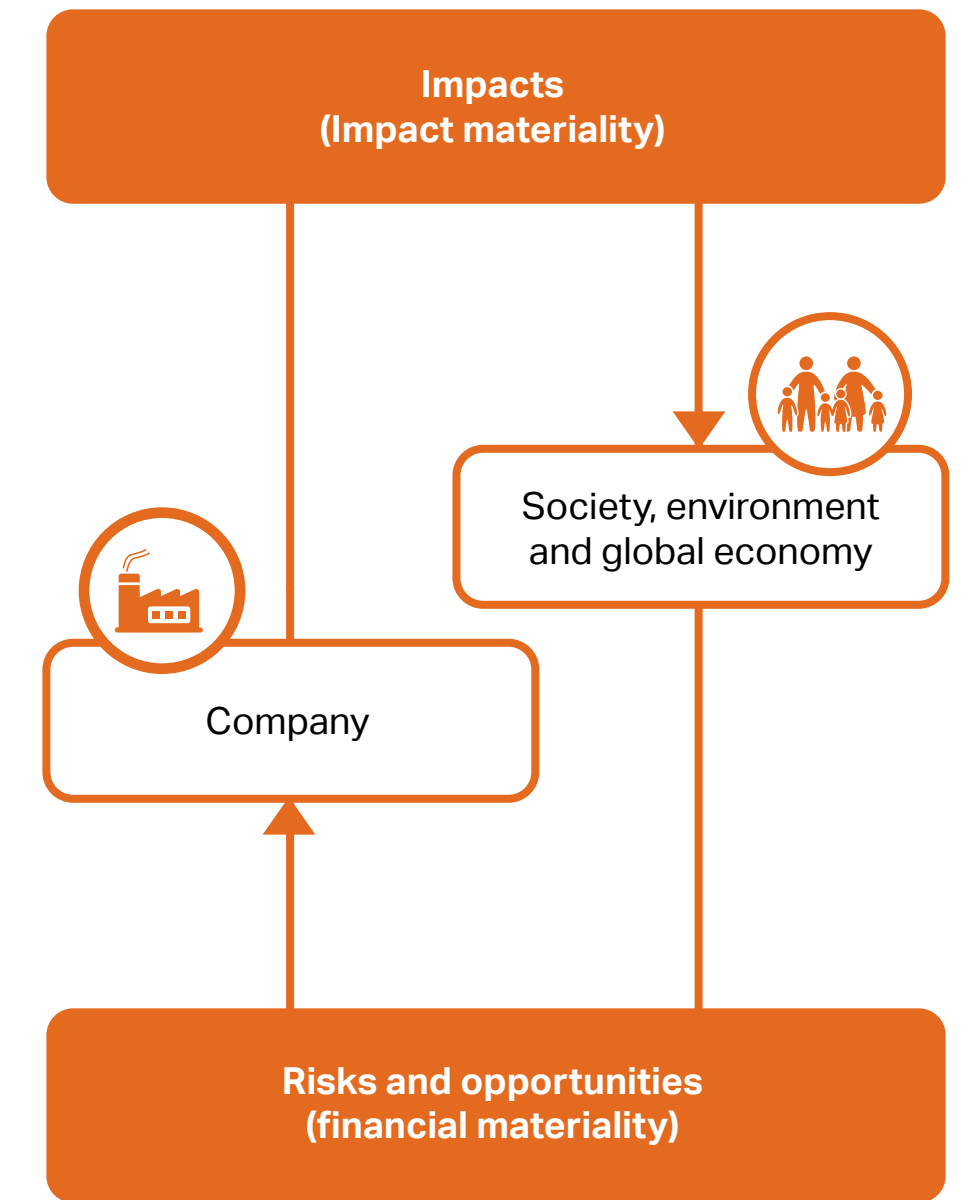 Impacts
(Impact materiality)
Society, environment
and global economy
Company
Risks and opportunities
(financial materiality)